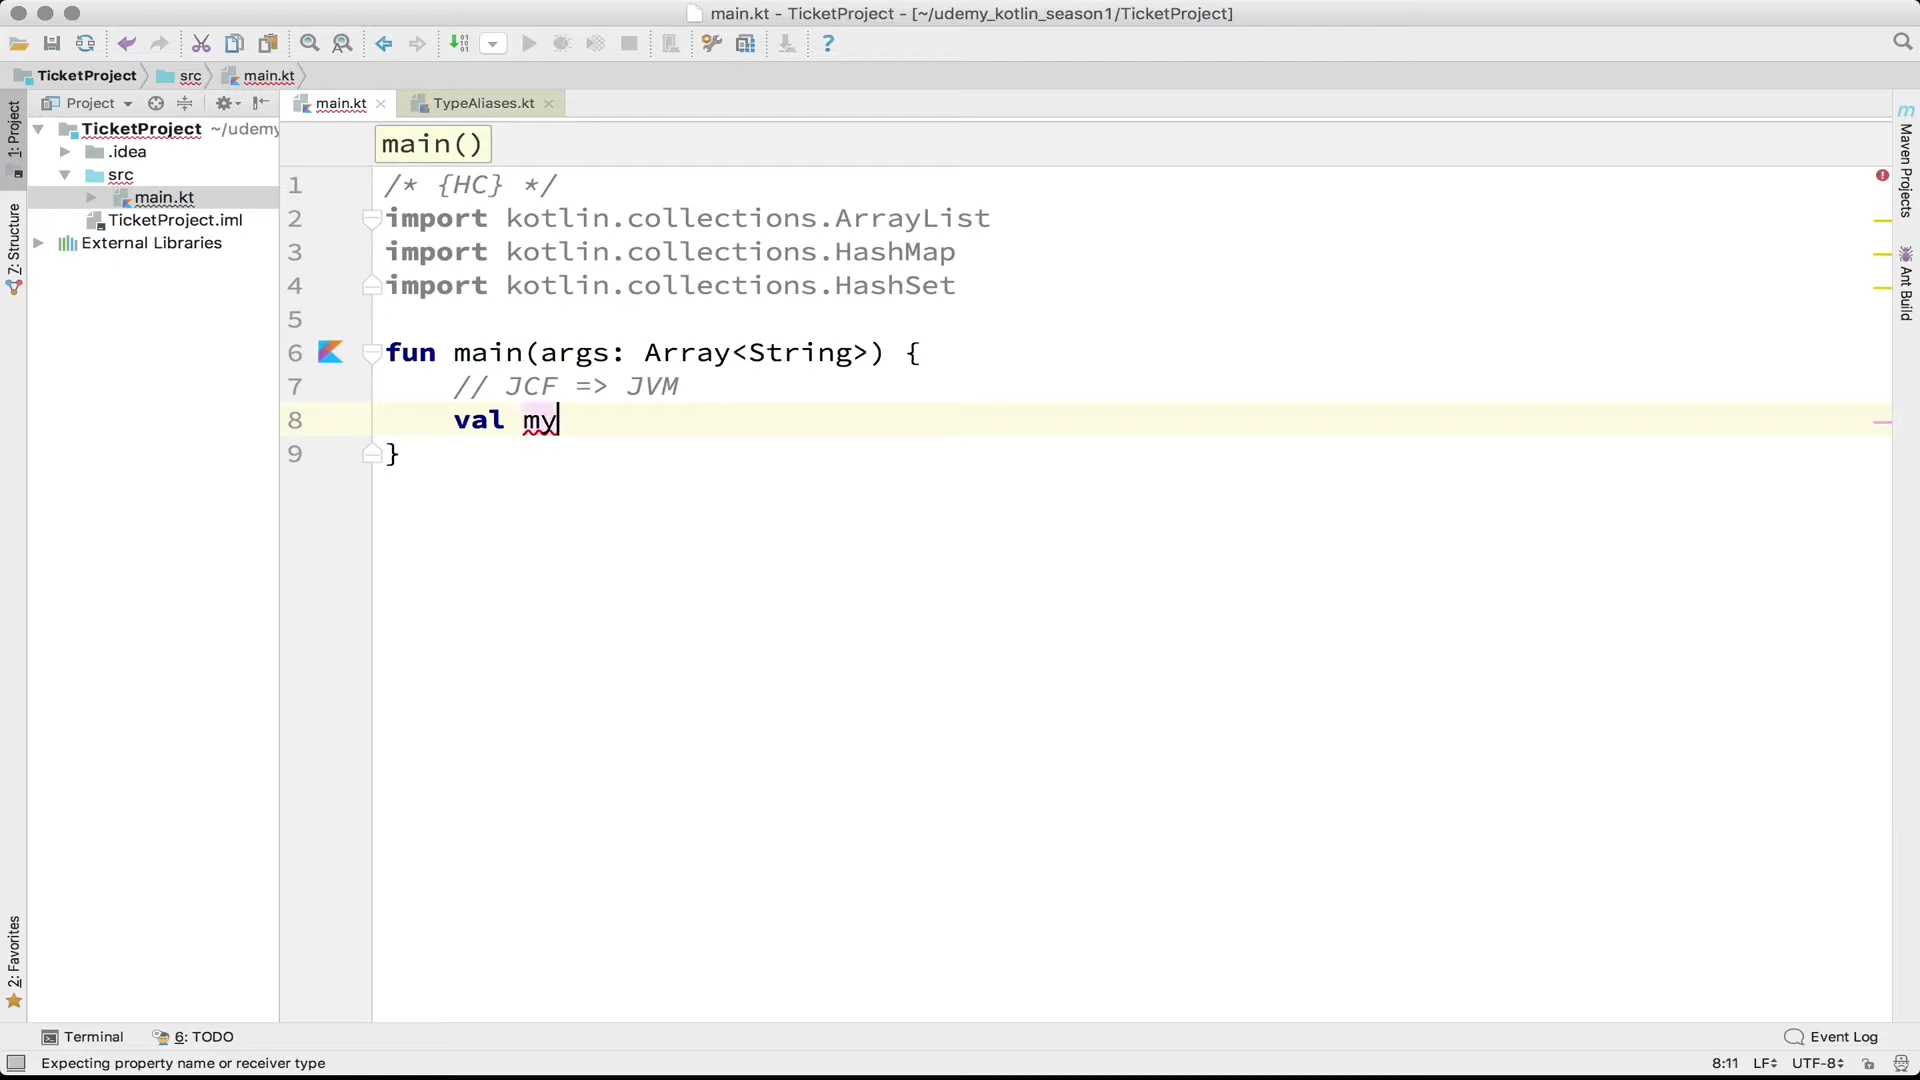 main.kt - TicketProject - [~/udemy_kotlin_season1/TicketProject]
TicketProject
src
main.kt
Project
main.kt
TypeAliases.kt
1: Project
Z: Structure
2: Favorites
TicketProject ~/udemy
.idea
src
main.kt
TicketProject.iml
External Libraries
main()
1 /* {HC} */
2 import kotlin.collections.ArrayList
3 import kotlin.collections.HashMap
4 import kotlin.collections.HashSet
5
6 fun main(args: Array<String>) {
7 // JCF => JVM
8 val my
9 }
m
Maven Projects
Ant Build
Terminal
6: TODO
Event Log
Expecting property name or receiver type
8:11
LF
UTF-8